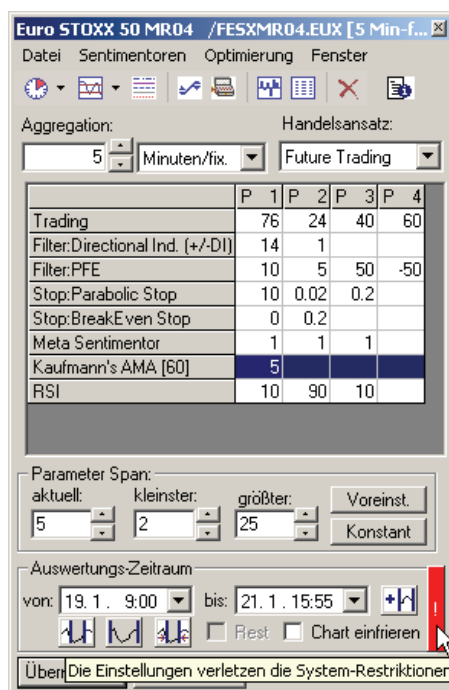 Euro STOXX 50 MR04 /FESXMR04.EUX [5 Min-f...
Datei Sentimentoren Optimierung Fenster
Aggregation: Handelsansatz:
5 Minuten/fix. Future Trading
P 1 P 2 P 3 P 4
Trading 76 24 40 60
Filter:Directional Ind. (+/-DI) 14 1
Filter:PFE 10 5 50 -50
Stop:Parabolic Stop 10 0.02 0.2
Stop:BreakEven Stop 0 0.2
Meta Sentimentor 1 1 1
Kaufmann's AMA [60] 5
RSI 10 90 10
Parameter Span:
aktuell: kleinster: größter: Voreinst.
5 2 25 Konstant
Auswertungs-Zeitraum
von: 19. 1. 9:00 bis: 21. 1. 15:55
!
Rest Chart einfrieren
Die Einstellungen verletzen die System-Restriktionen